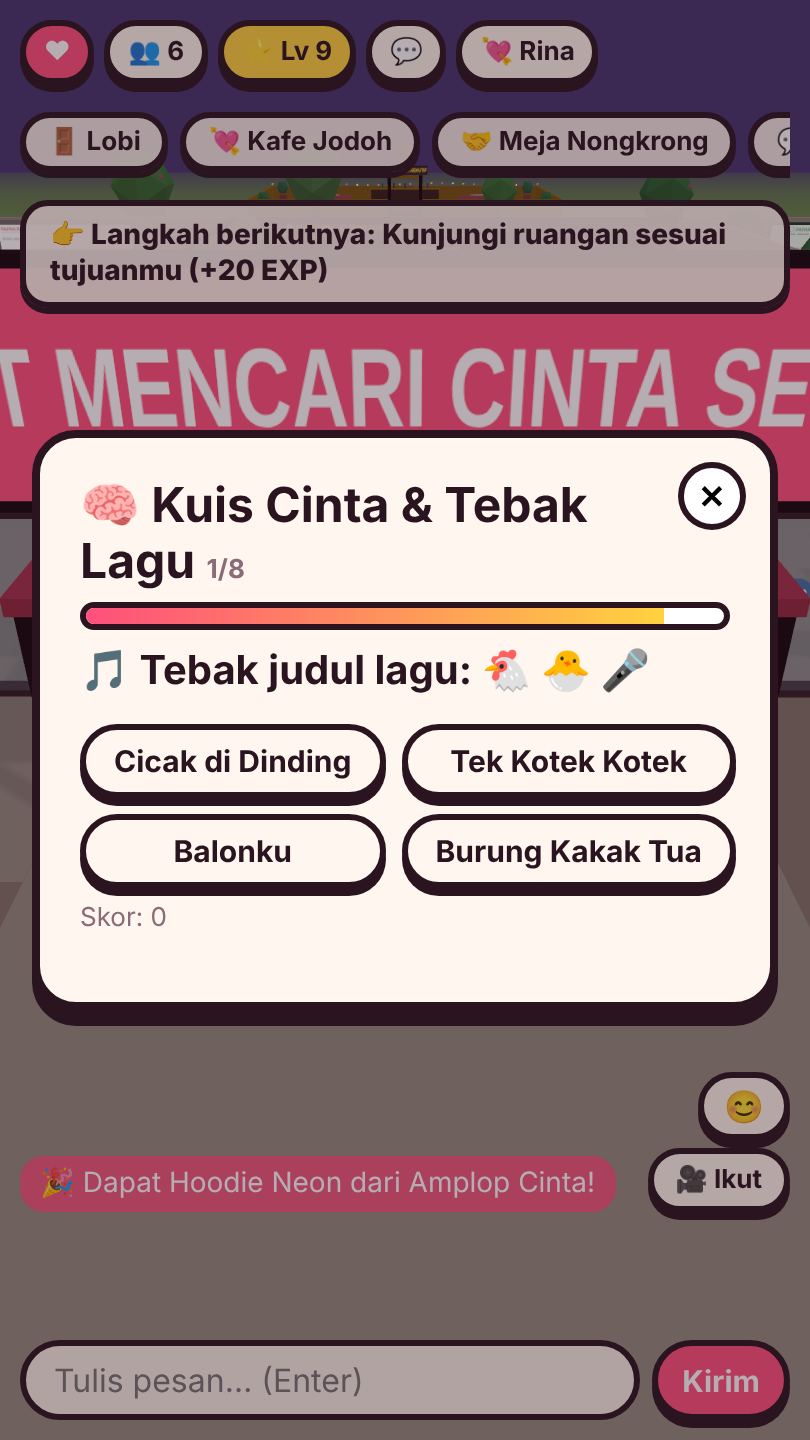 ❤ 👥 6 ⭐ Lv 9 💬 💘 Rina
🚪 Lobi 💘 Kafe Jodoh 🤝 Meja Nongkrong 💬
👉 Langkah berikutnya: Kunjungi ruangan sesuai
tujuanmu (+20 EXP)
T MENCARI CINTA SE
🧠 Kuis Cinta & Tebak
Lagu 1/8
✕
🎵 Tebak judul lagu: 🐔 🐣 🎤
Cicak di Dinding
Tek Kotek Kotek
Balonku
Burung Kakak Tua
Skor: 0
😊
🎉 Dapat Hoodie Neon dari Amplop Cinta!
🎥 Ikut
Tulis pesan... (Enter)
Kirim